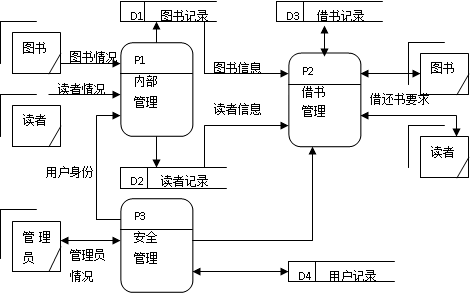 D1 图书记录
D3 借书记录
图书
图书情况
P1
内部
管理
图书信息
P2
借书
管理
图书
读者情况
读者
读者信息
借还书要求
读者
用户身份
D2 读者记录
P3
安全
管理
管 理
员
管理员
情况
D4 用户记录